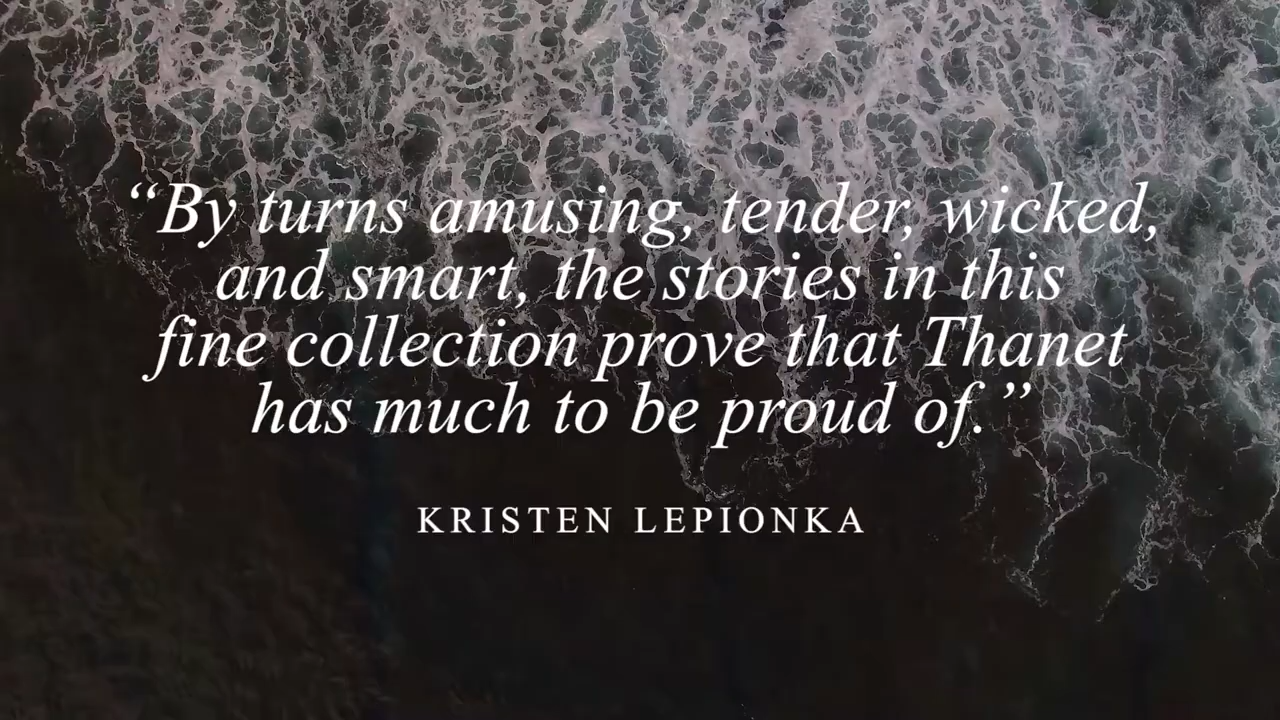 “By turns amusing, tender, wicked,
and smart, the stories in this
fine collection prove that Thanet
has much to be proud of.”
KRISTEN LEPIONKA